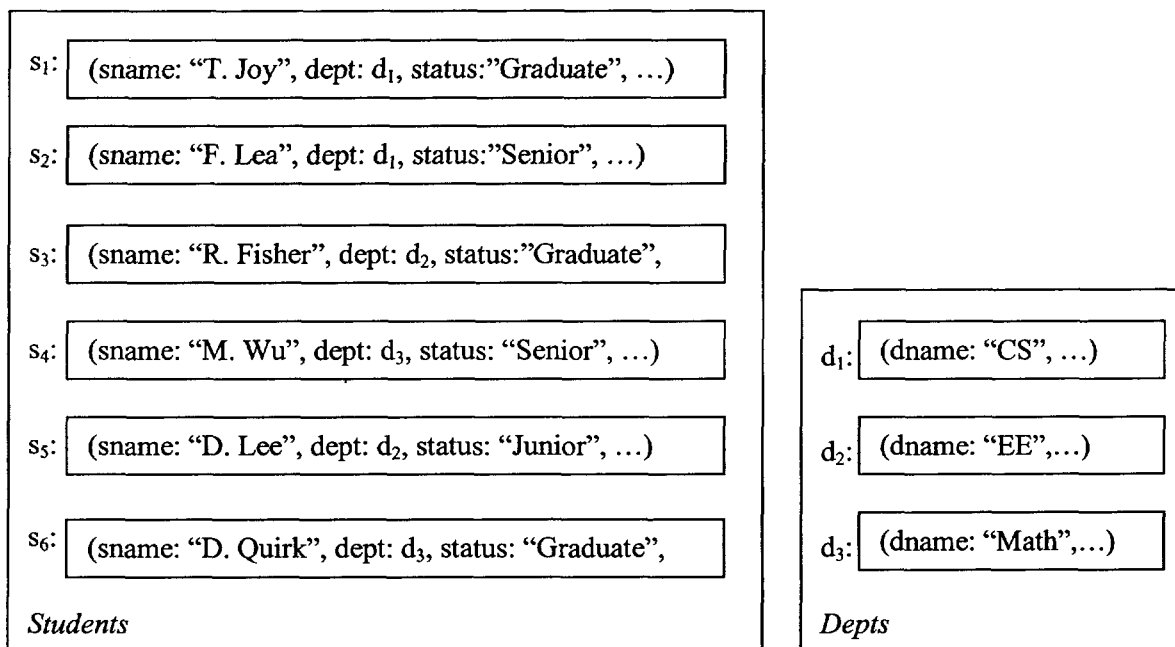 s₁: (sname: “T. Joy”, dept: d₁, status:”Graduate”, …)
s₂: (sname: “F. Lea”, dept: d₁, status:”Senior”, …)
s₃: (sname: “R. Fisher”, dept: d₂, status:”Graduate”,
s₄: (sname: “M. Wu”, dept: d₃, status: “Senior”, …)
s₅: (sname: “D. Lee”, dept: d₂, status: “Junior”, …)
s₆: (sname: “D. Quirk”, dept: d₃, status: “Graduate”,
Students
d₁: (dname: “CS”, …)
d₂: (dname: “EE”,…)
d₃: (dname: “Math”,…)
Depts